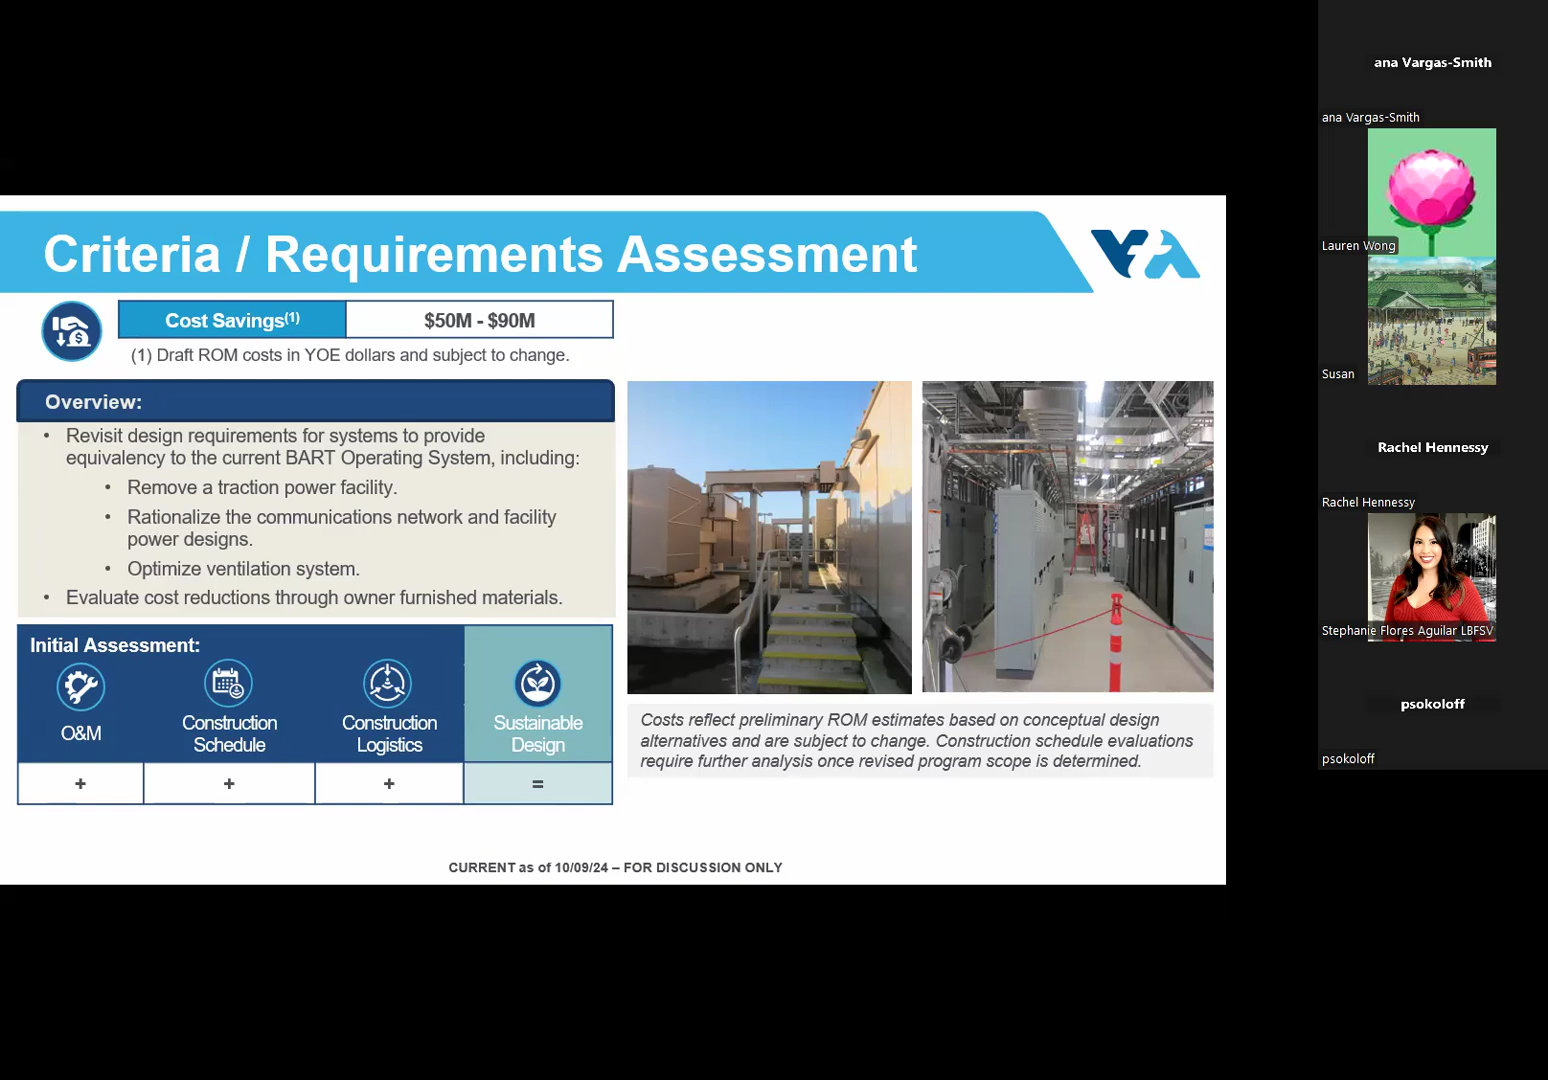 Criteria / Requirements Assessment
VTA
Cost Savings(1)
$50M - $90M
(1) Draft ROM costs in YOE dollars and subject to change.
Overview:
• Revisit design requirements for systems to provide
equivalency to the current BART Operating System, including:
• Remove a traction power facility.
• Rationalize the communications network and facility
power designs.
• Optimize ventilation system.
• Evaluate cost reductions through owner furnished materials.
Initial Assessment:
O&M
Construction
Schedule
Construction
Logistics
Sustainable
Design
+
+
+
=
Costs reflect preliminary ROM estimates based on conceptual design
alternatives and are subject to change. Construction schedule evaluations
require further analysis once revised program scope is determined.
CURRENT as of 10/09/24 – FOR DISCUSSION ONLY
ana Vargas-Smith
ana Vargas-Smith
Lauren Wong
Susan
Rachel Hennessy
Rachel Hennessy
Stephanie Flores Aguilar LBFSV
psokoloff
psokoloff